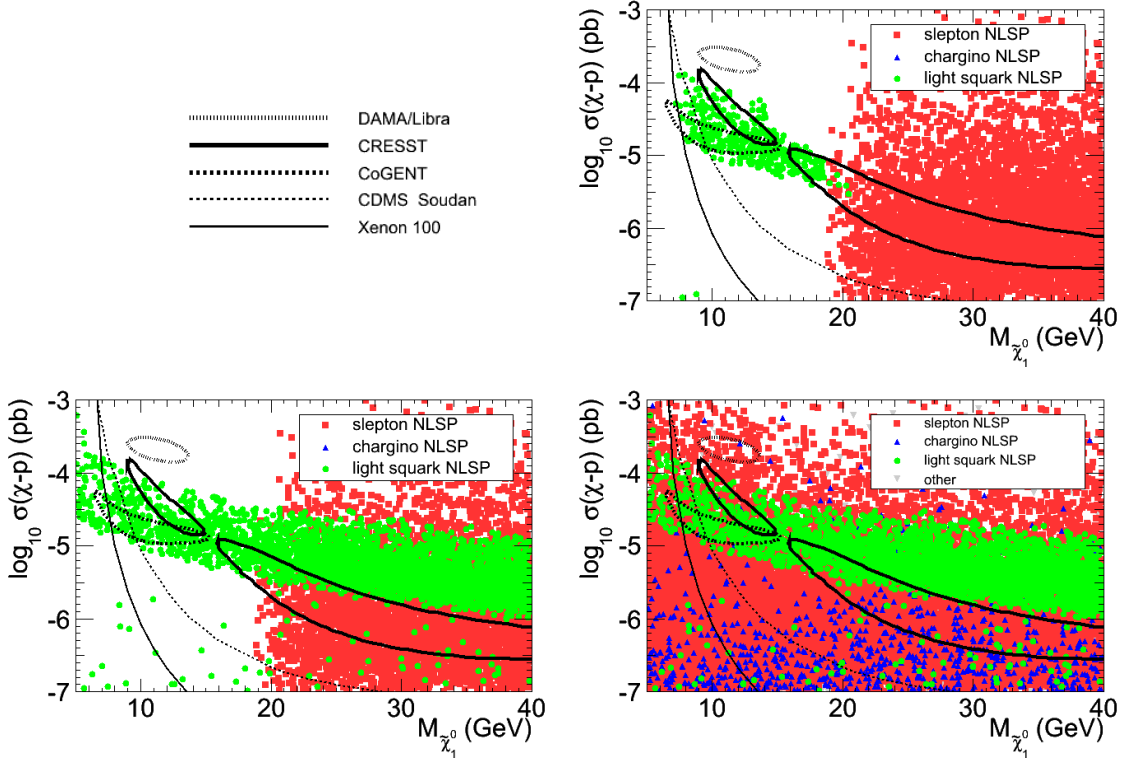 DAMA/Libra
CRESST
CoGENT
CDMS Soudan
Xenon 100
log₁₀ σ(χ-p) (pb)
-3
-4
-5
-6
-7
slepton NLSP
chargino NLSP
light squark NLSP
10 20 30 40
M_χ̃₁⁰ (GeV)
log₁₀ σ(χ-p) (pb)
-3
-4
-5
-6
-7
slepton NLSP
chargino NLSP
light squark NLSP
10 20 30 40
M_χ̃₁⁰ (GeV)
log₁₀ σ(χ-p) (pb)
-3
-4
-5
-6
-7
slepton NLSP
chargino NLSP
light squark NLSP
other
10 20 30 40
M_χ̃₁⁰ (GeV)